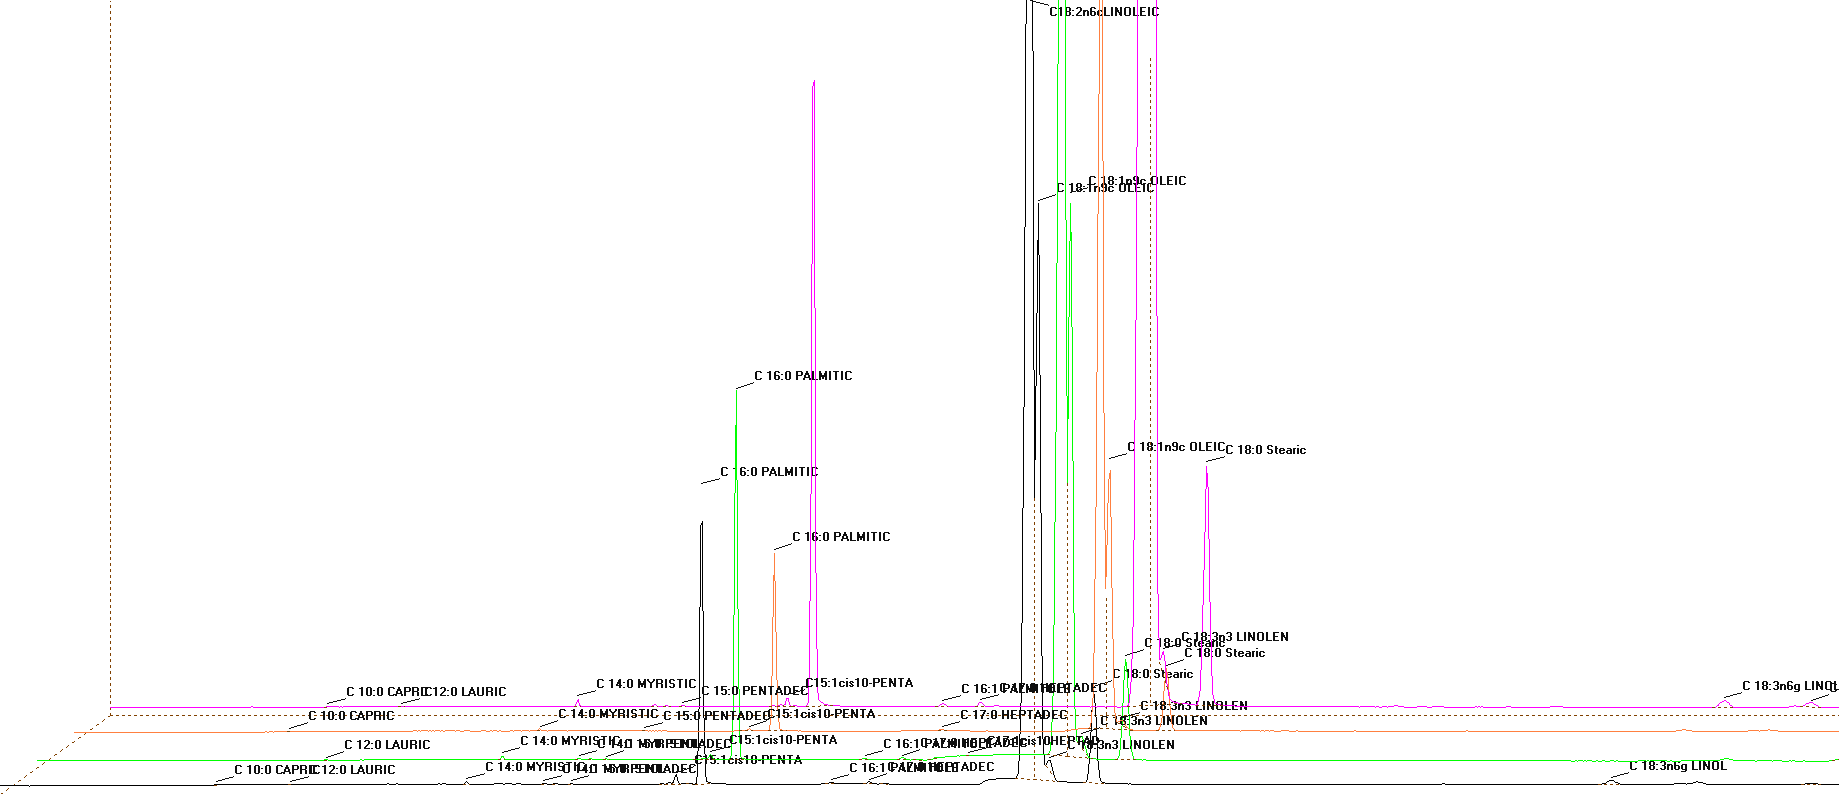 C18:2n6cLINOLEIC
C 18:1n9c OLEIC
C 18:1n9c OLEIC
C 16:0 PALMITIC
C 18:1n9c OLEIC
C 18:0 Stearic
C 16:0 PALMITIC
C 16:0 PALMITIC
C 18:3n3 LINOLEN
C 18:0 Stearic
C 18:0 Stearic
C 18:0 Stearic
C 14:0 MYRISTIC
C15:1cis10-PENTA
C 10:0 CAPRIC
C12:0 LAURIC
C 15:0 PENTADEC
C 18:3n6g LINOL
C 18:3n3 LINOLEN
C 10:0 CAPRIC
C 14:0 MYRISTIC
C 15:0 PENTADEC
C15:1cis10-PENTA
C 17:0 HEPTADEC
C 18:3n3 LINOLEN
C 12:0 LAURIC
C 14:0 MYRISTIC
C15:1cis10-PENTA
C 18:3n3 LINOLEN
C15:1cis10-PENTA
C 10:0 CAPRIC
C12:0 LAURIC
C 14:0 MYRISTIC
C 18:3n6g LINOL